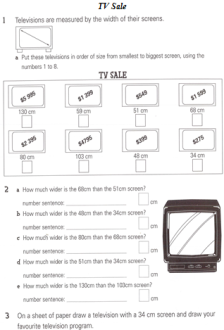 TV Sale
1 Televisions are measured by the width of their screens.
a Put these televisions in order of size from smallest to biggest screen, using the
numbers 1 to 8.
TV SALE
$5 995 $1 399 $649 $1 599
130 cm 59 cm 51 cm 68 cm
$2 395 $4795 $399 $275
80 cm 103 cm 48 cm 34 cm
2 a How much wider is the 68cm than the 51cm screen?
number sentence: cm
b How much wider is the 48cm than the 34cm screen?
number sentence: cm
c How much wider is the 80cm than the 68cm screen?
number sentence: cm
d How much wider is the 51cm than the 34cm screen?
number sentence: cm
e How much wider is the 130cm than the 103cm screen?
number sentence: cm
3 On a sheet of paper draw a television with a 34 cm screen and draw your
favourite television program.